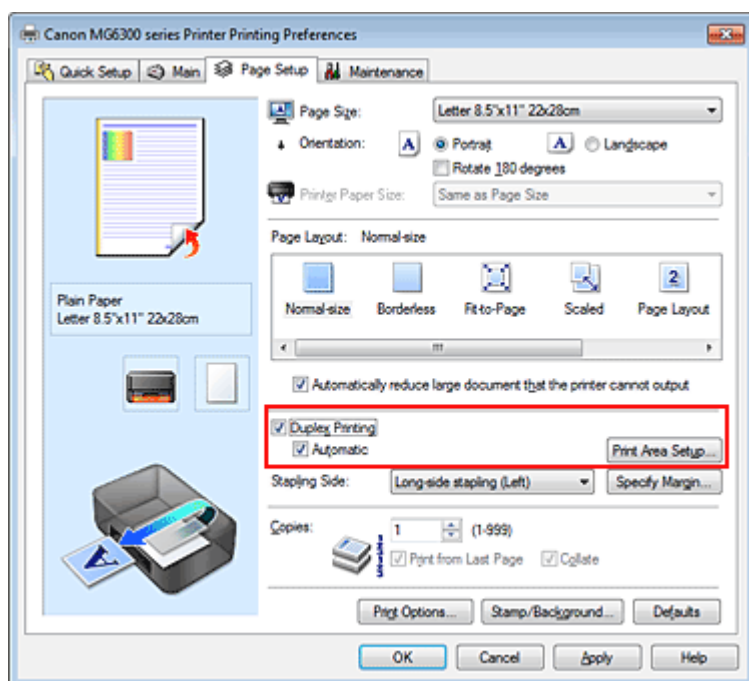 Canon MG6300 series Printer Printing Preferences
Quick Setup Main Page Setup Maintenance
Page Size: Letter 8.5"x11" 22x28cm
Orientation: A Portrait A Landscape
Rotate 180 degrees
Printer Paper Size: Same as Page Size
Page Layout: Normal-size
2
Normal-size Borderless Fit-to-Page Scaled Page Layout
Plain Paper
Letter 8.5"x11" 22x28cm
Automatically reduce large document that the printer cannot output
Duplex Printing
Automatic Print Area Setup...
Stapling Side: Long-side stapling (Left) Specify Margin...
Copies: 1 (1-999)
Print from Last Page Collate
A
Print Options... Stamp/Background... Defaults
OK Cancel Apply Help